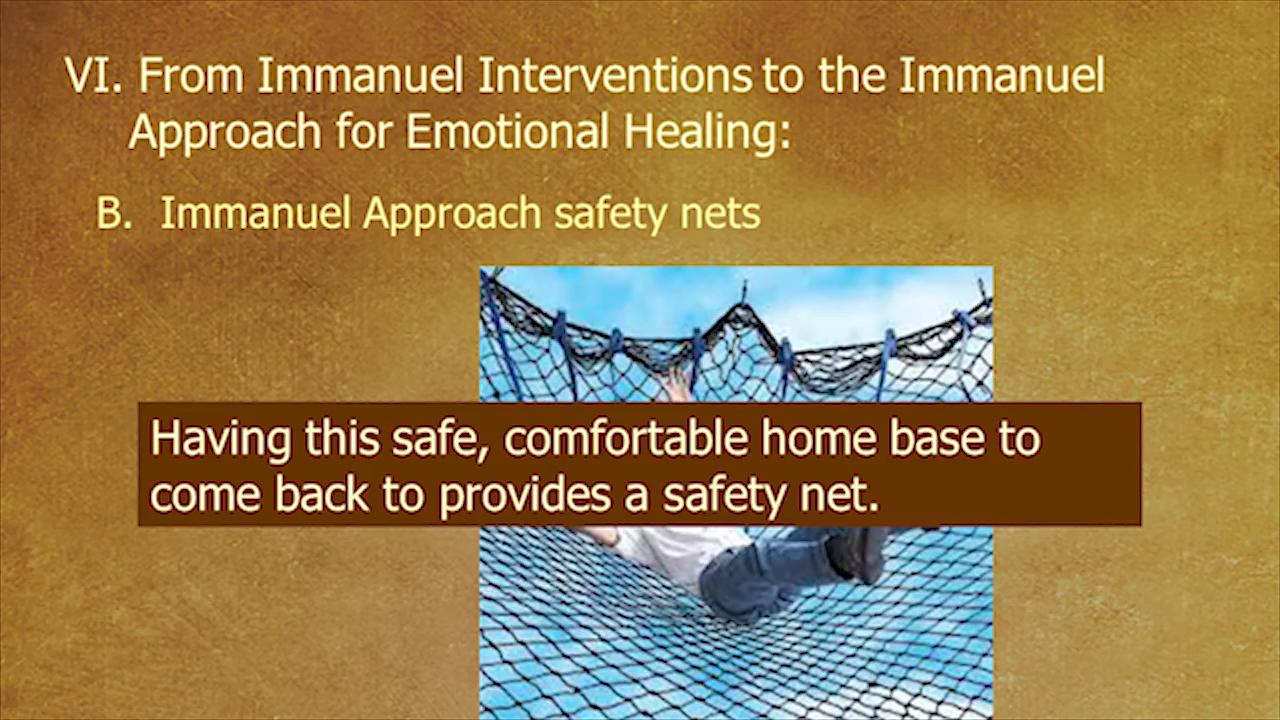 VI. From Immanuel Interventions to the Immanuel
Approach for Emotional Healing:
B. Immanuel Approach safety nets
Having this safe, comfortable home base to
come back to provides a safety net.